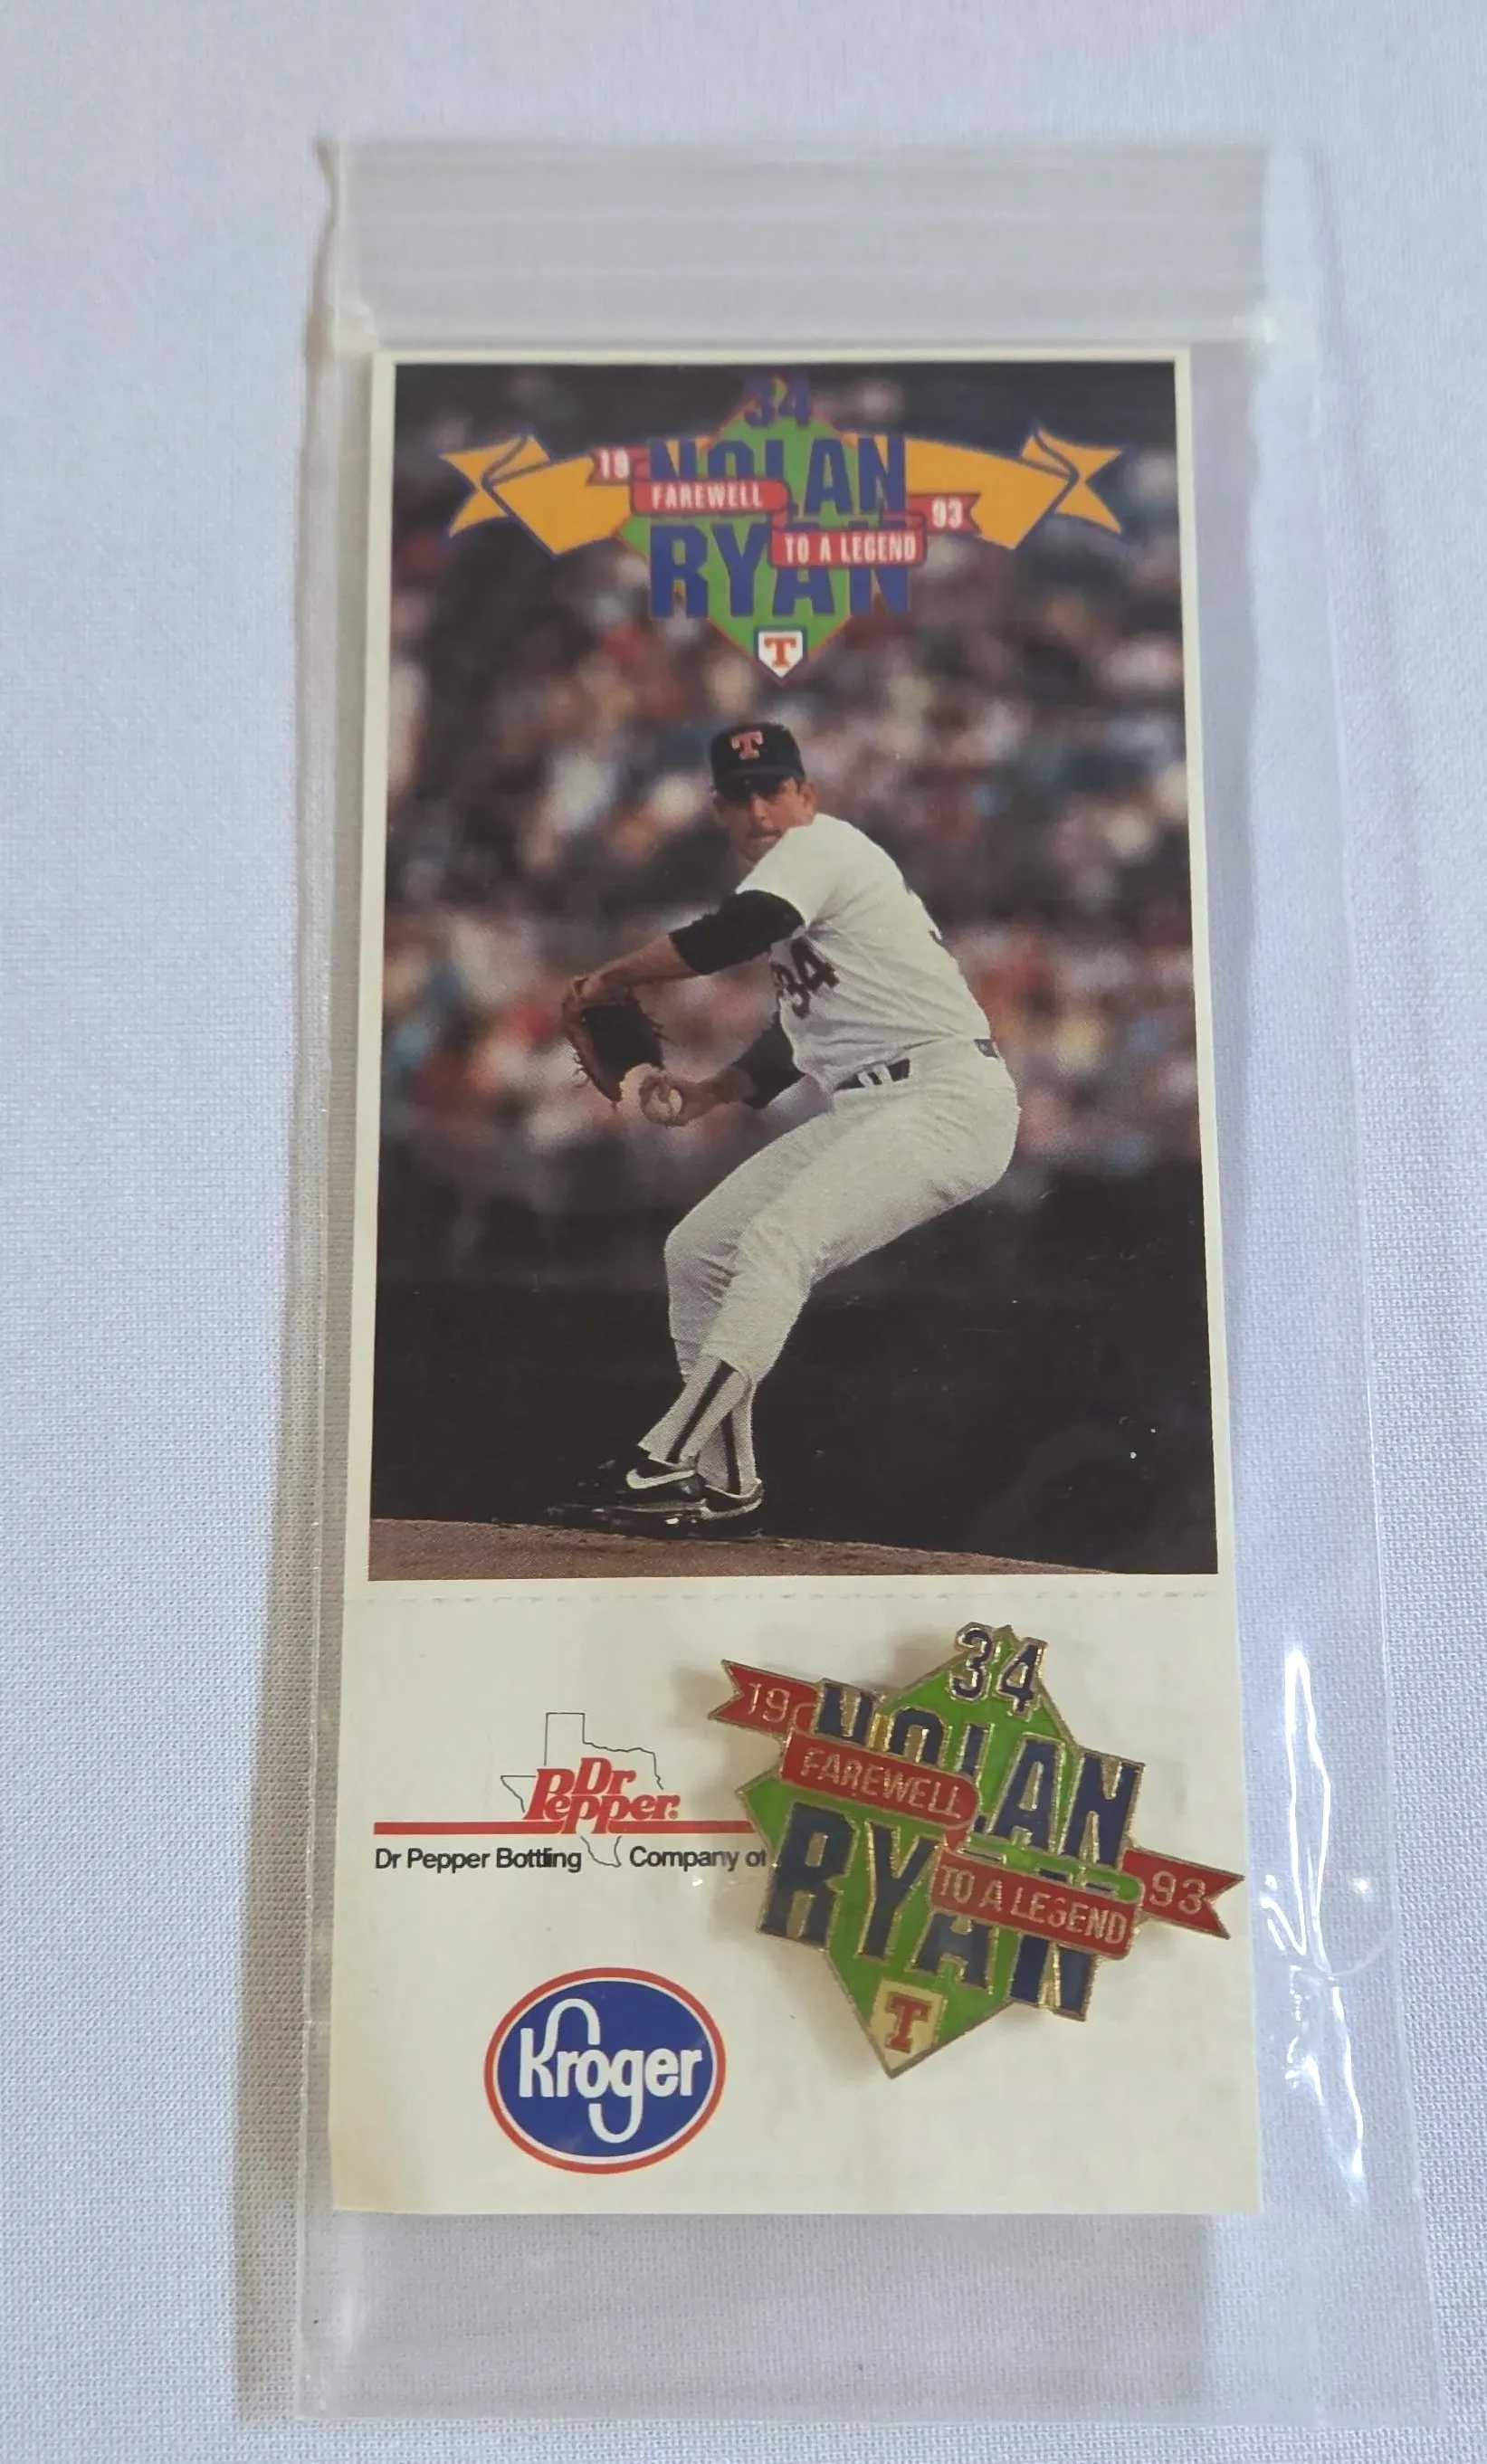 34
19 NOLAN
FAREWELL
93
RYAN
TO A LEGEND
T
T
34
34
19 NOLAN
FAREWELL
RYAN
TO A LEGEND
93
T
Dr
Pepper
Dr Pepper Bottling Company of
Kroger